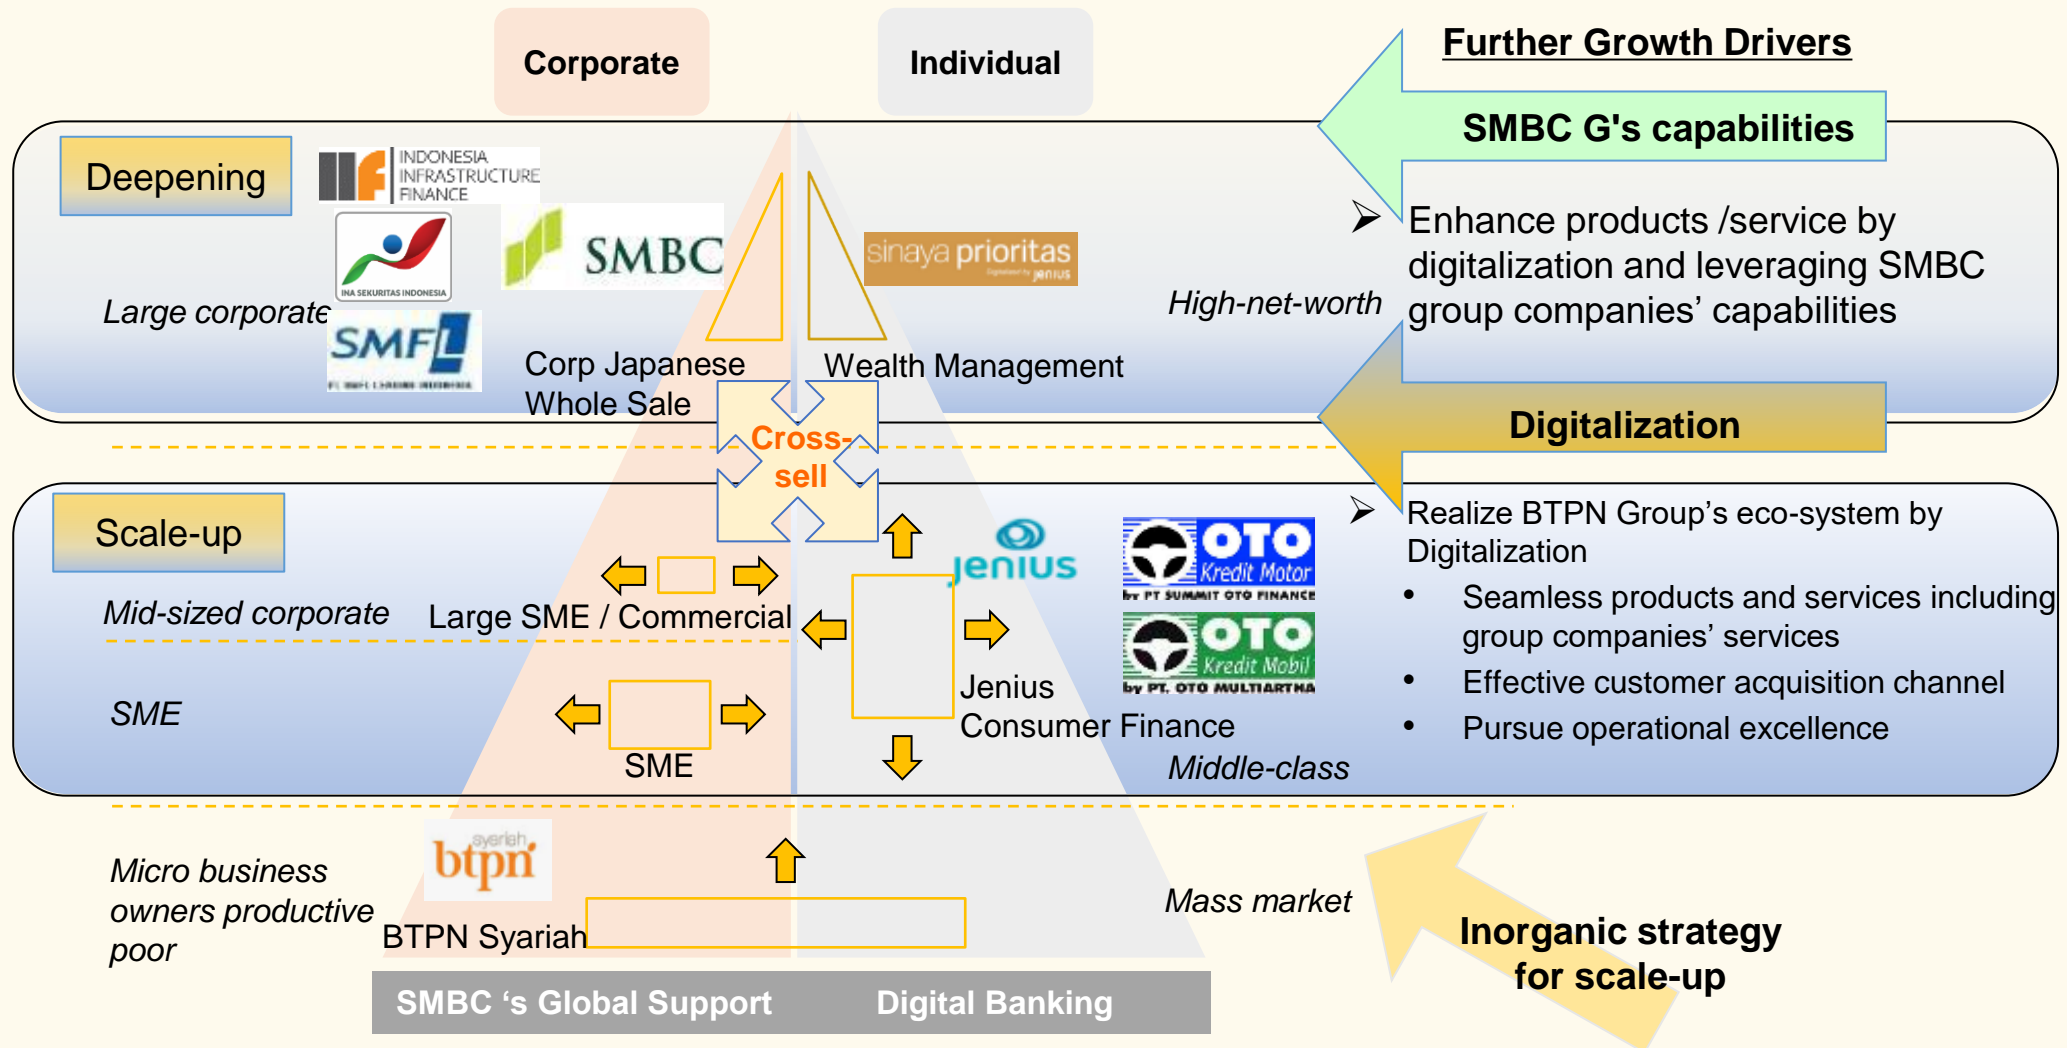 Corporate
Individual
Further Growth Drivers
SMBC G's capabilities
Deepening
INDONESIA
INFRASTRUCTURE
FINANCE
INA SEKURITAS INDONESIA
SMBC
SMFL
Large corporate
Corp Japanese
Whole Sale
sinaya prioritas
jenius
Wealth Management
High-net-worth
➢ Enhance products /service by
digitalization and leveraging SMBC
group companies’ capabilities
Digitalization
Cross-
sell
Scale-up
Mid-sized corporate
Large SME / Commercial
SME
SME
jenius
OTO
Kredit Motor
by PT SUMMIT OTO FINANCE
OTO
Kredit Mobil
by PT. OTO MULTIARTHA
Jenius
Consumer Finance
Middle-class
➢ Realize BTPN Group’s eco-system by
Digitalization
• Seamless products and services including
group companies’ services
• Effective customer acquisition channel
• Pursue operational excellence
Micro business
owners productive
poor
syariah
btpn
BTPN Syariah
Mass market
Inorganic strategy
for scale-up
SMBC ‘s Global Support
Digital Banking